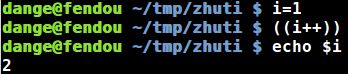 dange@fendou ~/tmp/zhuti $ i=1
dange@fendou ~/tmp/zhuti $ ((i++))
dange@fendou ~/tmp/zhuti $ echo $i
2